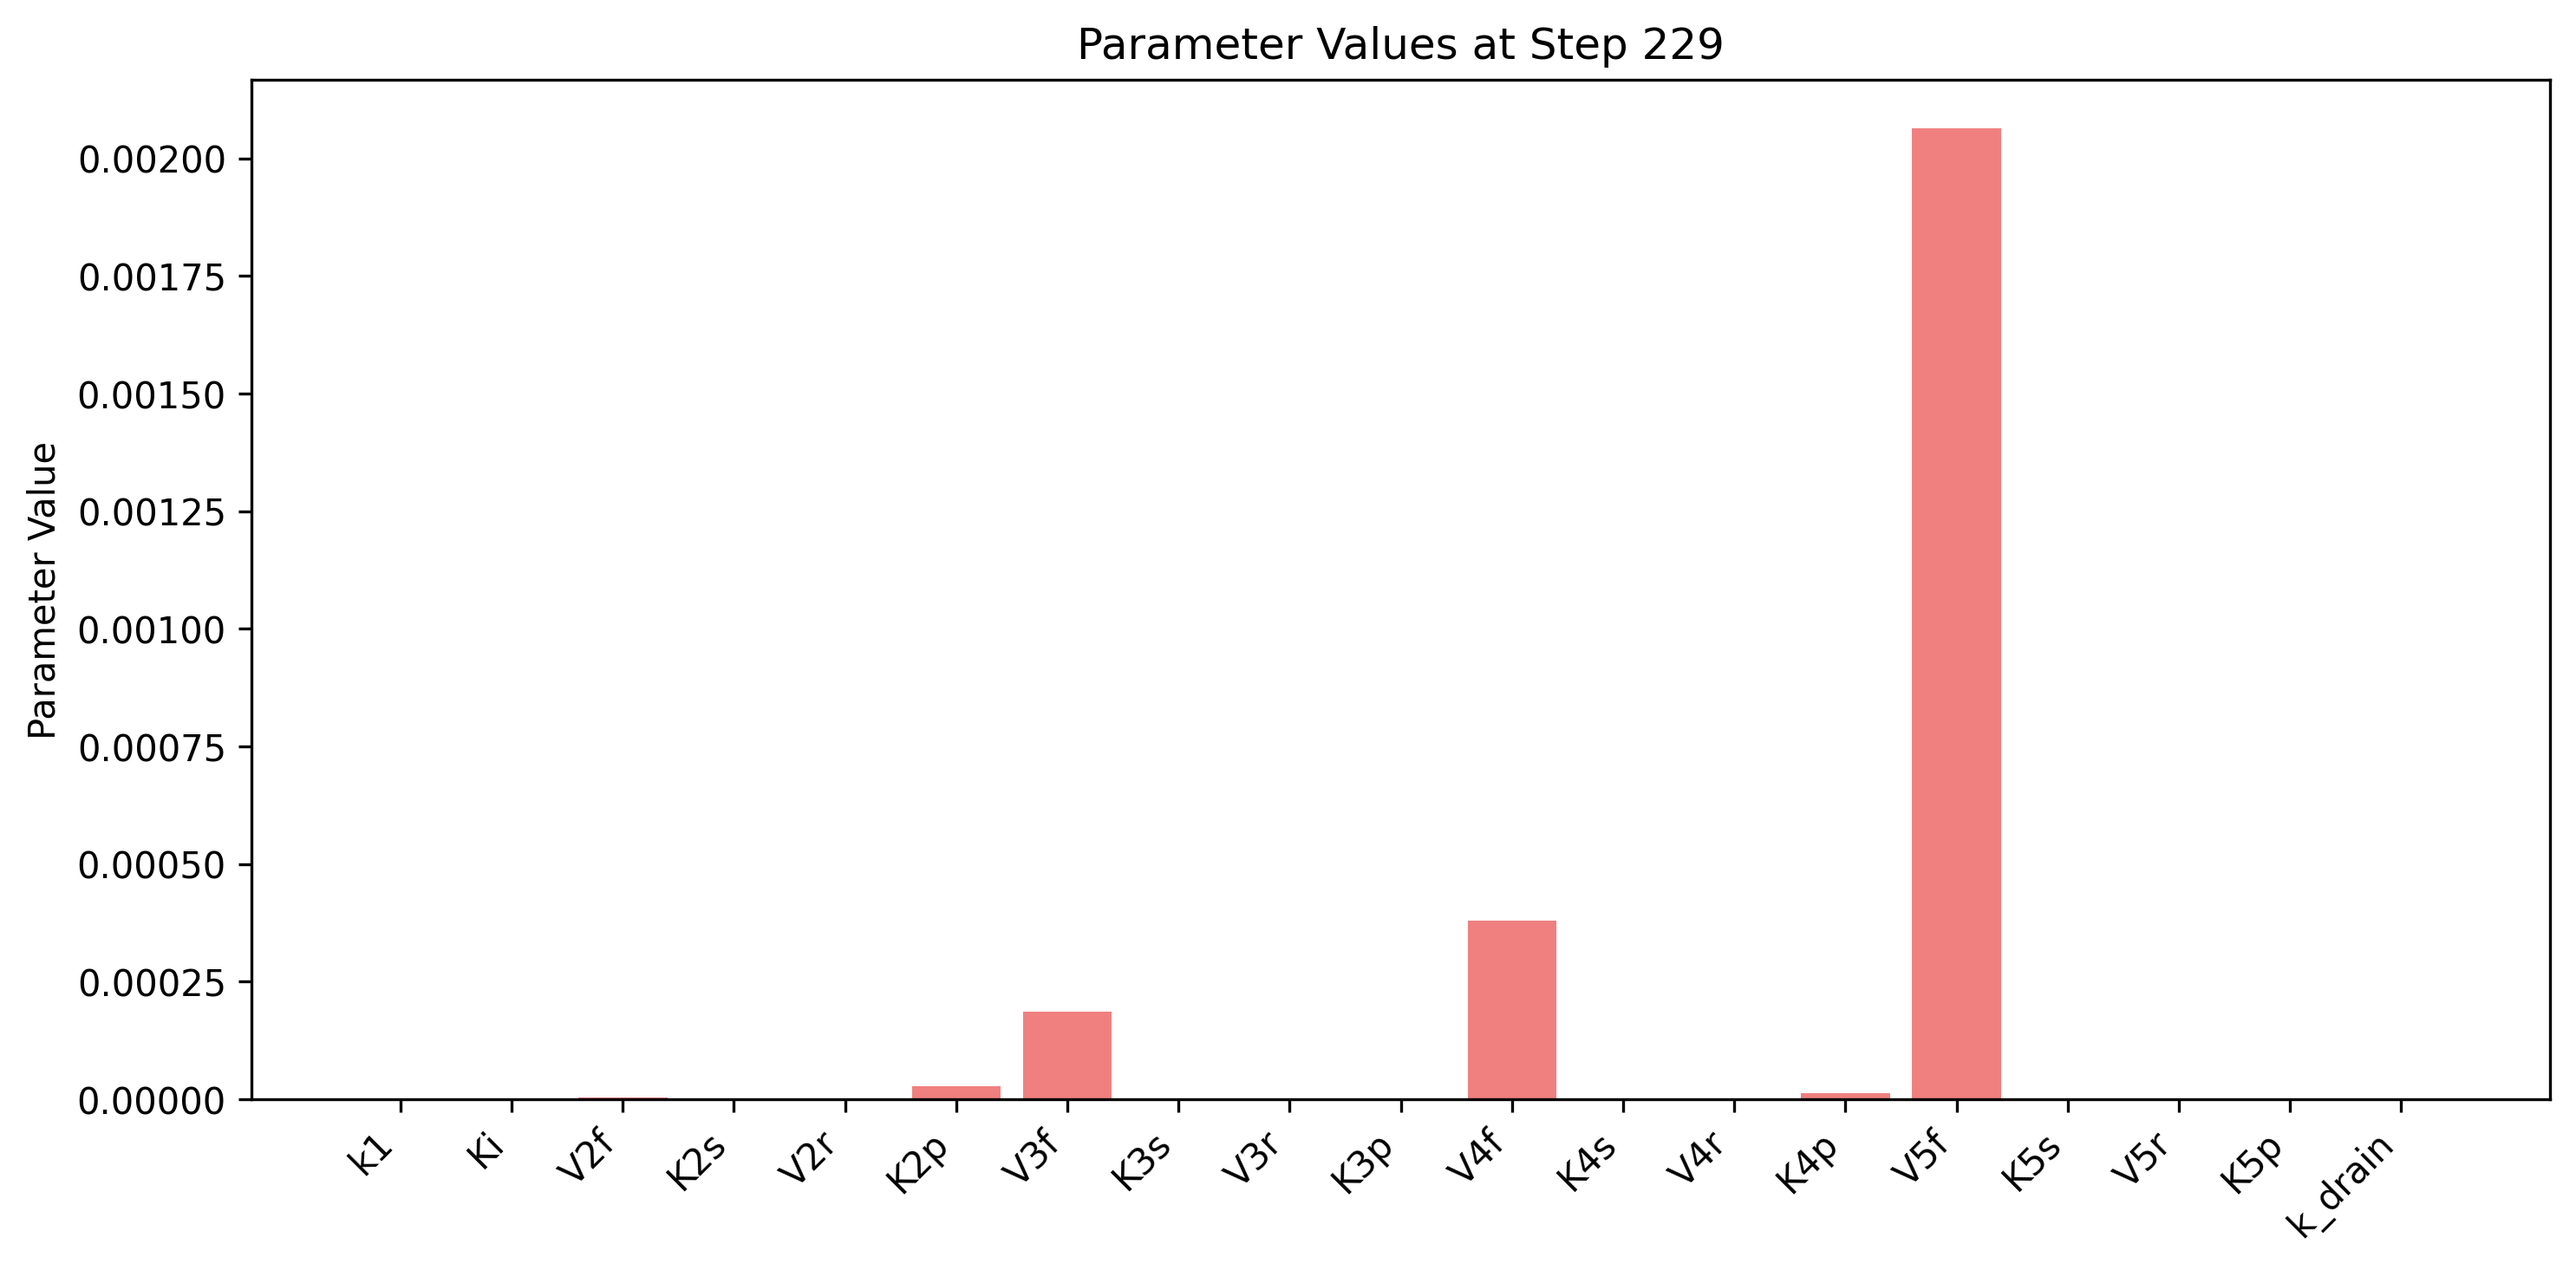 Parameter Values at Step 229
Parameter Value
0.00200
0.00175
0.00150
0.00125
0.00100
0.00075
0.00050
0.00025
0.00000
k1
Ki
V2f
K2s
V2r
K2p
V3f
K3s
V3r
K3p
V4f
K4s
V4r
K4p
V5f
K5s
V5r
K5p
k_drain